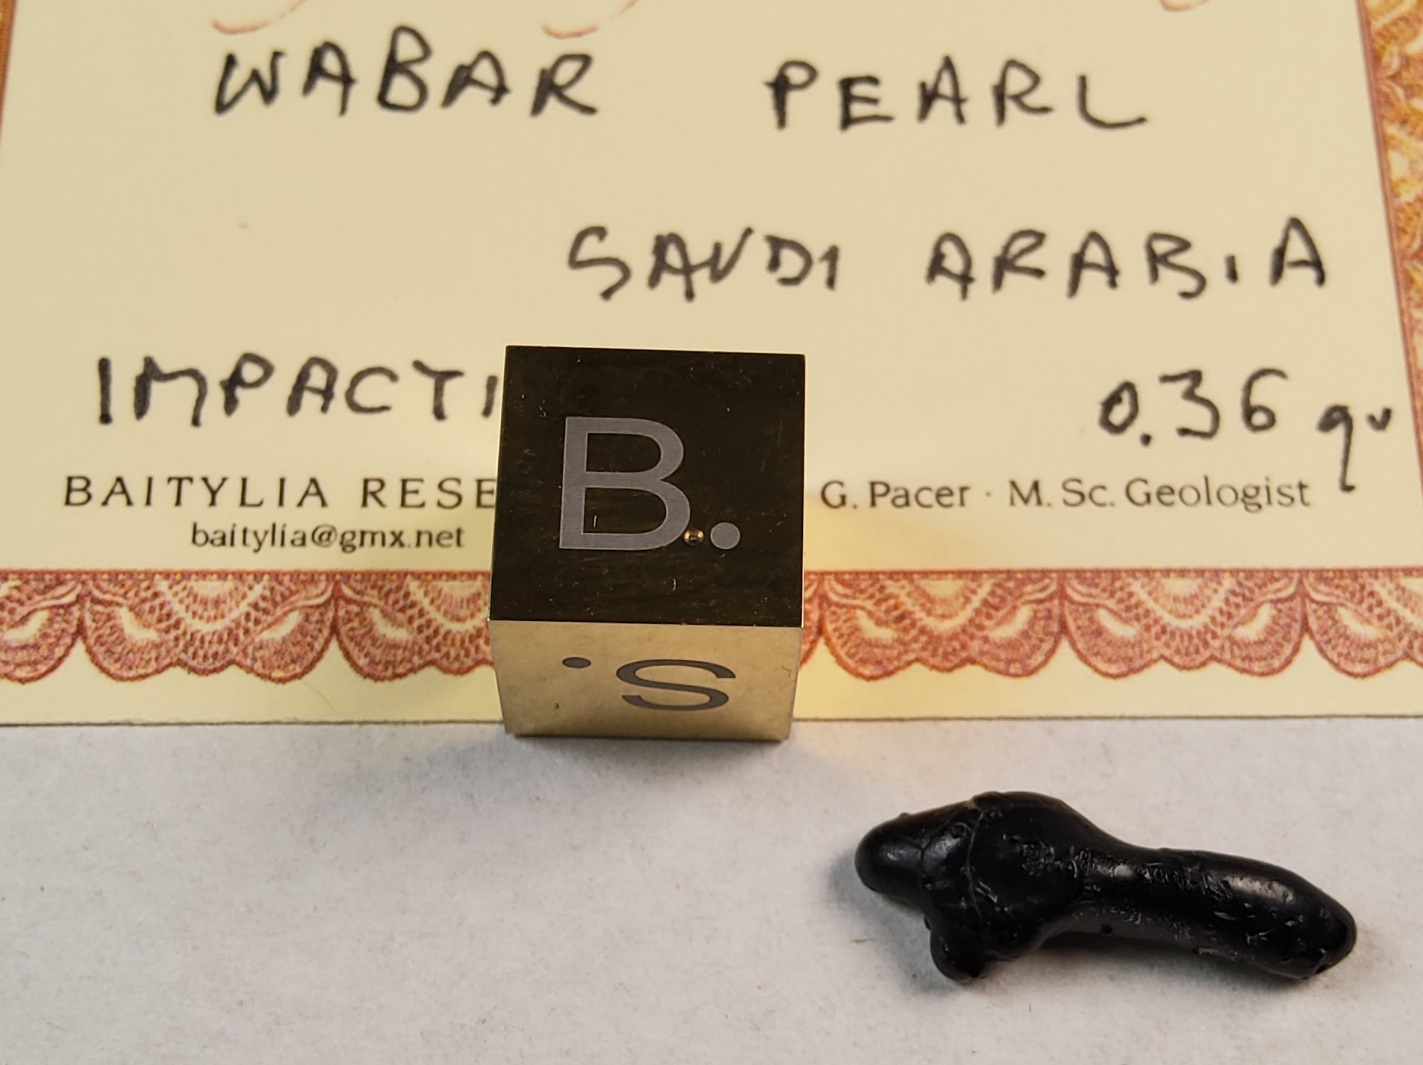 WABAR PEARL
SAUDI ARABIA
IMPACTI 0.36 gr
BAITYLIA RESE G. Pacer · M. Sc. Geologist
baitylia@gmx.net
B.
S